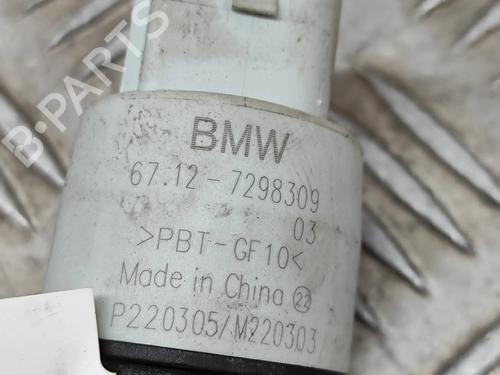 B-PARTS
BMW
67.12-7298309
03
>PBT-GF10<
Made in China 22
P220305/M220303